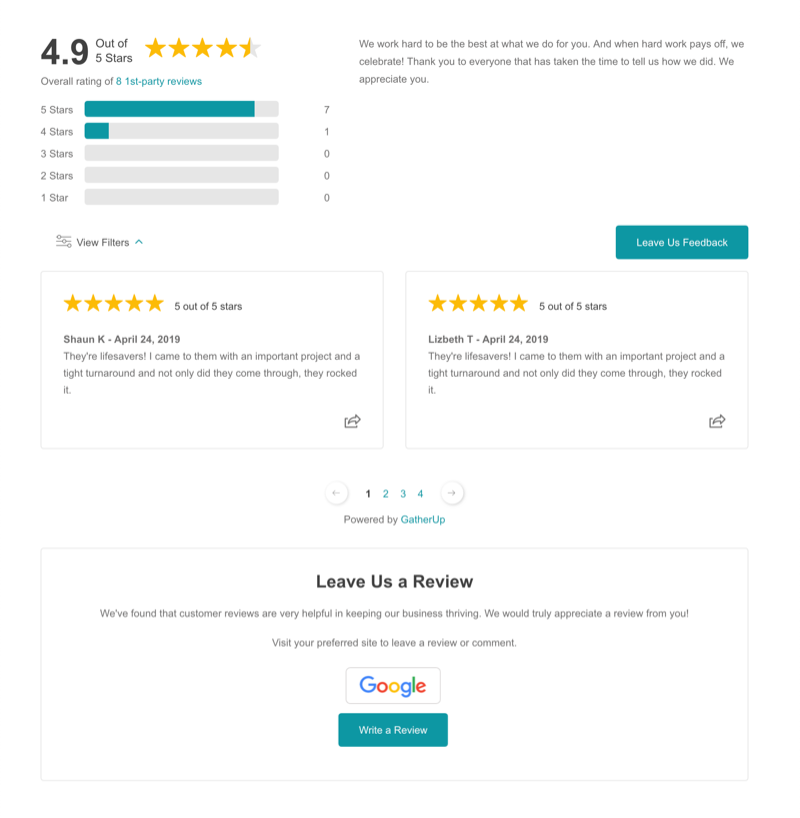 4.9 Out of
5 Stars
Overall rating of 8 1st-party reviews
We work hard to be the best at what we do for you. And when hard work pays off, we
celebrate! Thank you to everyone that has taken the time to tell us how we did. We
appreciate you.
5 Stars 7
4 Stars 1
3 Stars 0
2 Stars 0
1 Star 0
View Filters
Leave Us Feedback
5 out of 5 stars
Shaun K - April 24, 2019
They're lifesavers! I came to them with an important project and a
tight turnaround and not only did they come through, they rocked
it.
5 out of 5 stars
Lizbeth T - April 24, 2019
They're lifesavers! I came to them with an important project and a
tight turnaround and not only did they come through, they rocked
it.
1 2 3 4
Powered by GatherUp
Leave Us a Review
We've found that customer reviews are very helpful in keeping our business thriving. We would truly appreciate a review from you!
Visit your preferred site to leave a review or comment.
Google
Write a Review